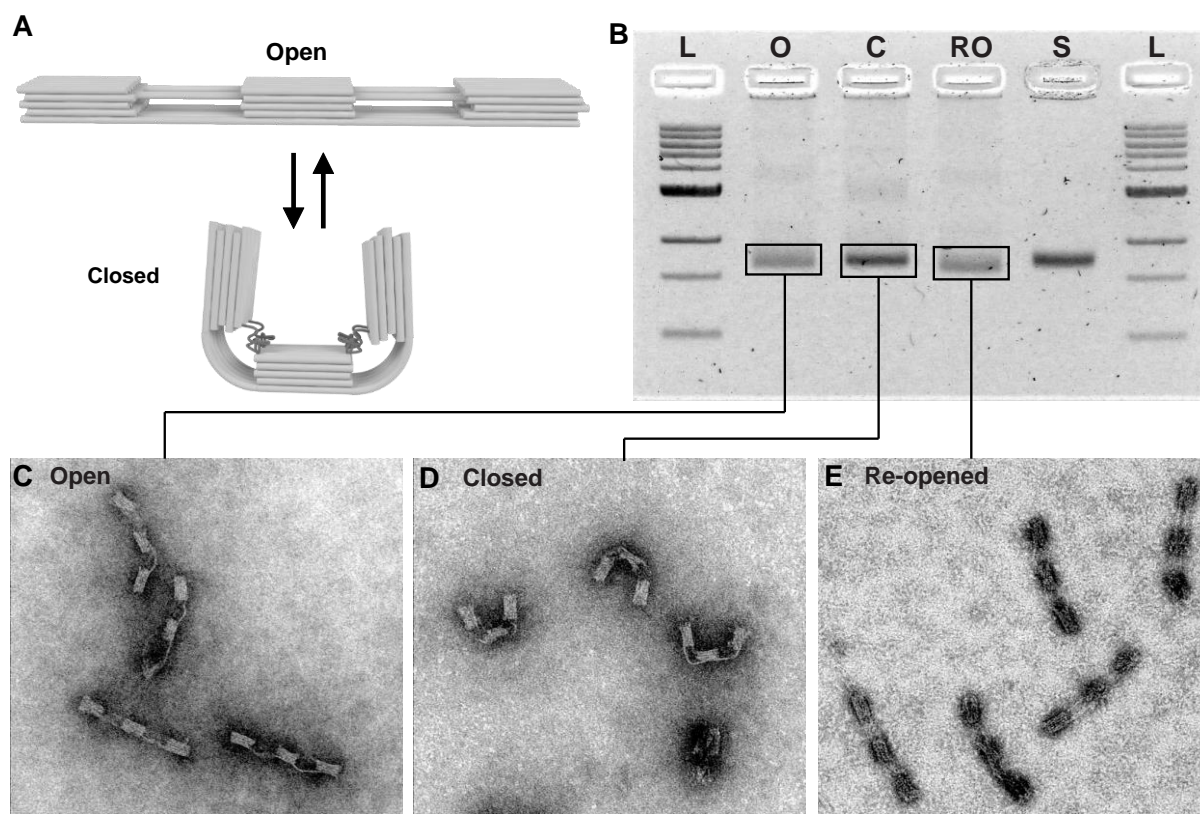 A
Open
Closed
B
L O C RO S L
C Open
D Closed
E Re-opened